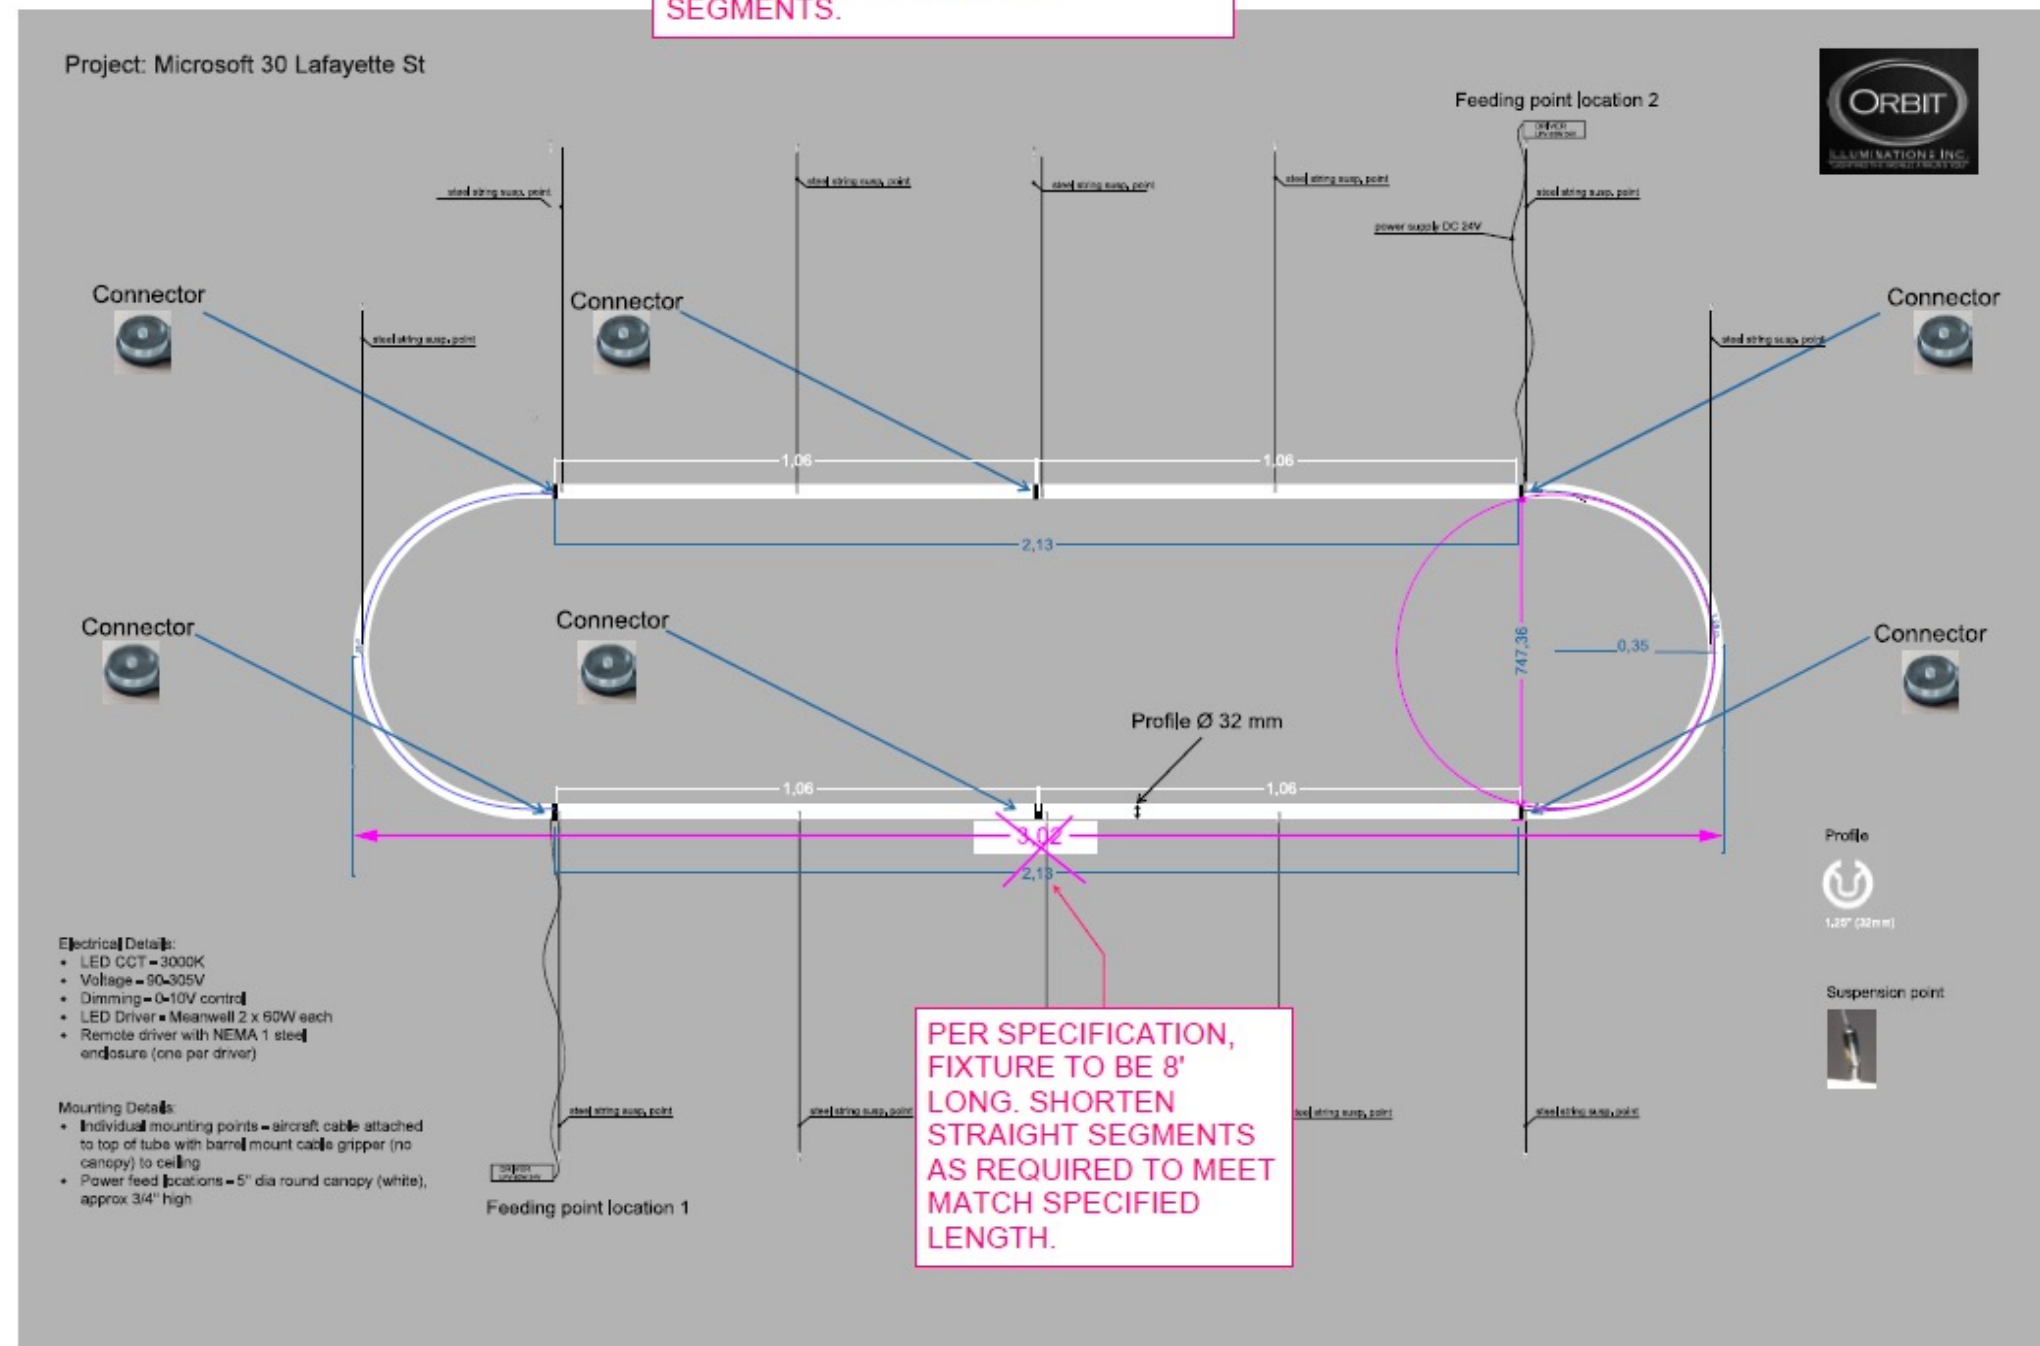 SEGMENTS.
Project: Microsoft 30 Lafayette St
Feeding point location 2
ORBIT
ILLUMINATIONS INC.
DRIVER
steel string susp. point
steel string susp. point
steel string susp. point
steel string susp. point
steel string susp. point
power supply DC 24V
Connector
Connector
Connector
steel string susp. point
steel string susp. point
1,06
1,06
2,13
Connector
Connector
Connector
747,36
0,35
Profile Ø 32 mm
1,06
1,06
3,02
2,13
Profile
1,25" (32mm)
Electrical Details:
• LED CCT – 3000K
• Voltage – 90-305V
• Dimming – 0-10V control
• LED Driver – Meanwell 2 x 60W each
• Remote driver with NEMA 1 steel
enclosure (one per driver)
Suspension point
PER SPECIFICATION,
FIXTURE TO BE 8'
LONG. SHORTEN
STRAIGHT SEGMENTS
AS REQUIRED TO MEET
MATCH SPECIFIED
LENGTH.
Mounting Details:
• Individual mounting points – aircraft cable attached
to top of tube with barrel mount cable gripper (no
canopy) to ceiling
• Power feed locations – 5" dia round canopy (white),
approx 3/4" high
steel string susp. point
steel string susp. point
steel string susp. point
steel string susp. point
DRIVER
Feeding point location 1